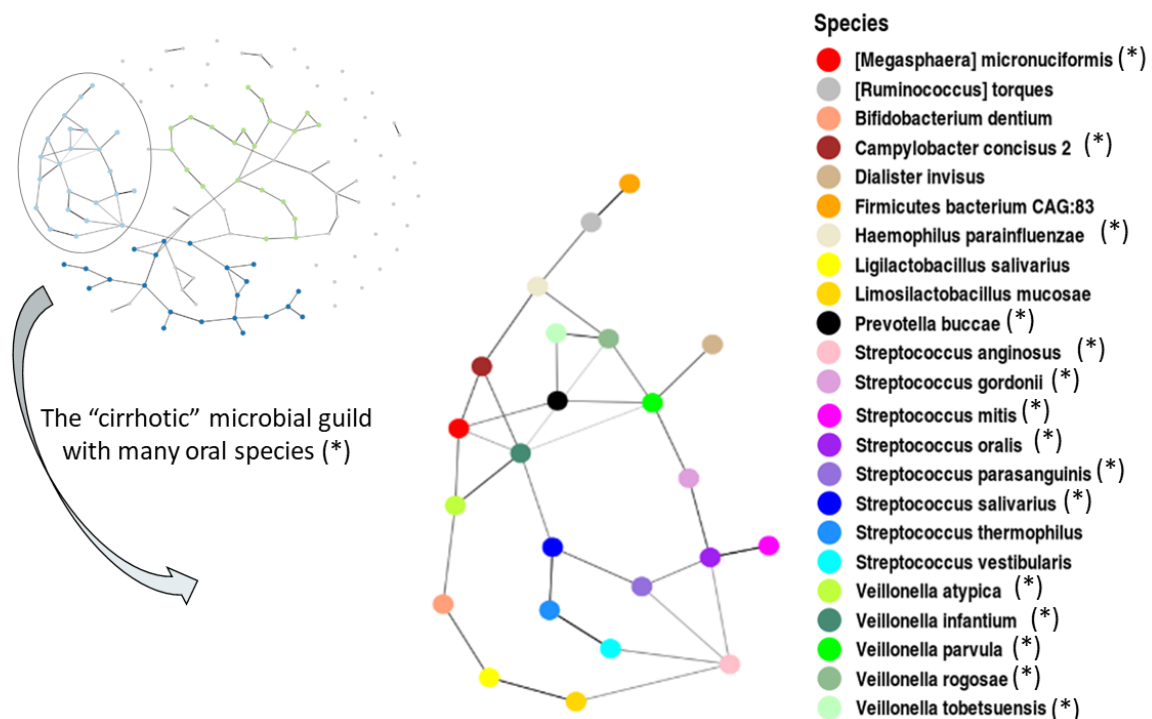 Species
[Megasphaera] micronuciformis (*)
[Ruminococcus] torques
Bifidobacterium dentium
Campylobacter concisus 2 (*)
Dialister invisus
Firmicutes bacterium CAG:83
Haemophilus parainfluenzae (*)
Ligilactobacillus salivarius
Limosilactobacillus mucosae
Prevotella buccae (*)
Streptococcus anginosus (*)
Streptococcus gordonii (*)
Streptococcus mitis (*)
Streptococcus oralis (*)
Streptococcus parasanguinis (*)
Streptococcus salivarius (*)
Streptococcus thermophilus
Streptococcus vestibularis
Veillonella atypica (*)
Veillonella infantium (*)
Veillonella parvula (*)
Veillonella rogosae (*)
Veillonella tobetsuensis (*)
The “cirrhotic” microbial guild
with many oral species (*)